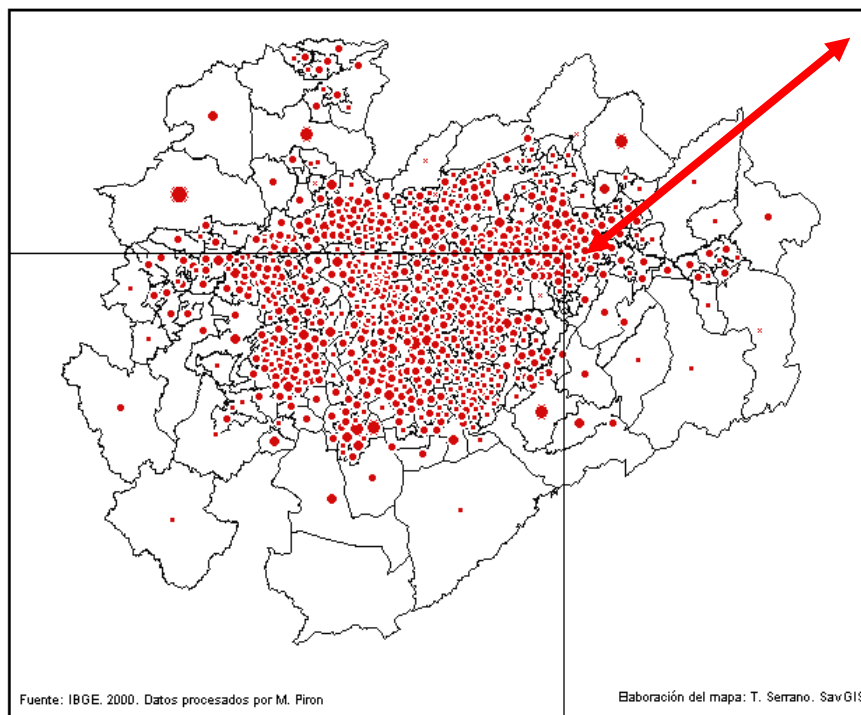 Fuente: IBGE. 2000. Datos procesados por M. Piron
Elaboración del mapa: T. Serrano. SavGIS